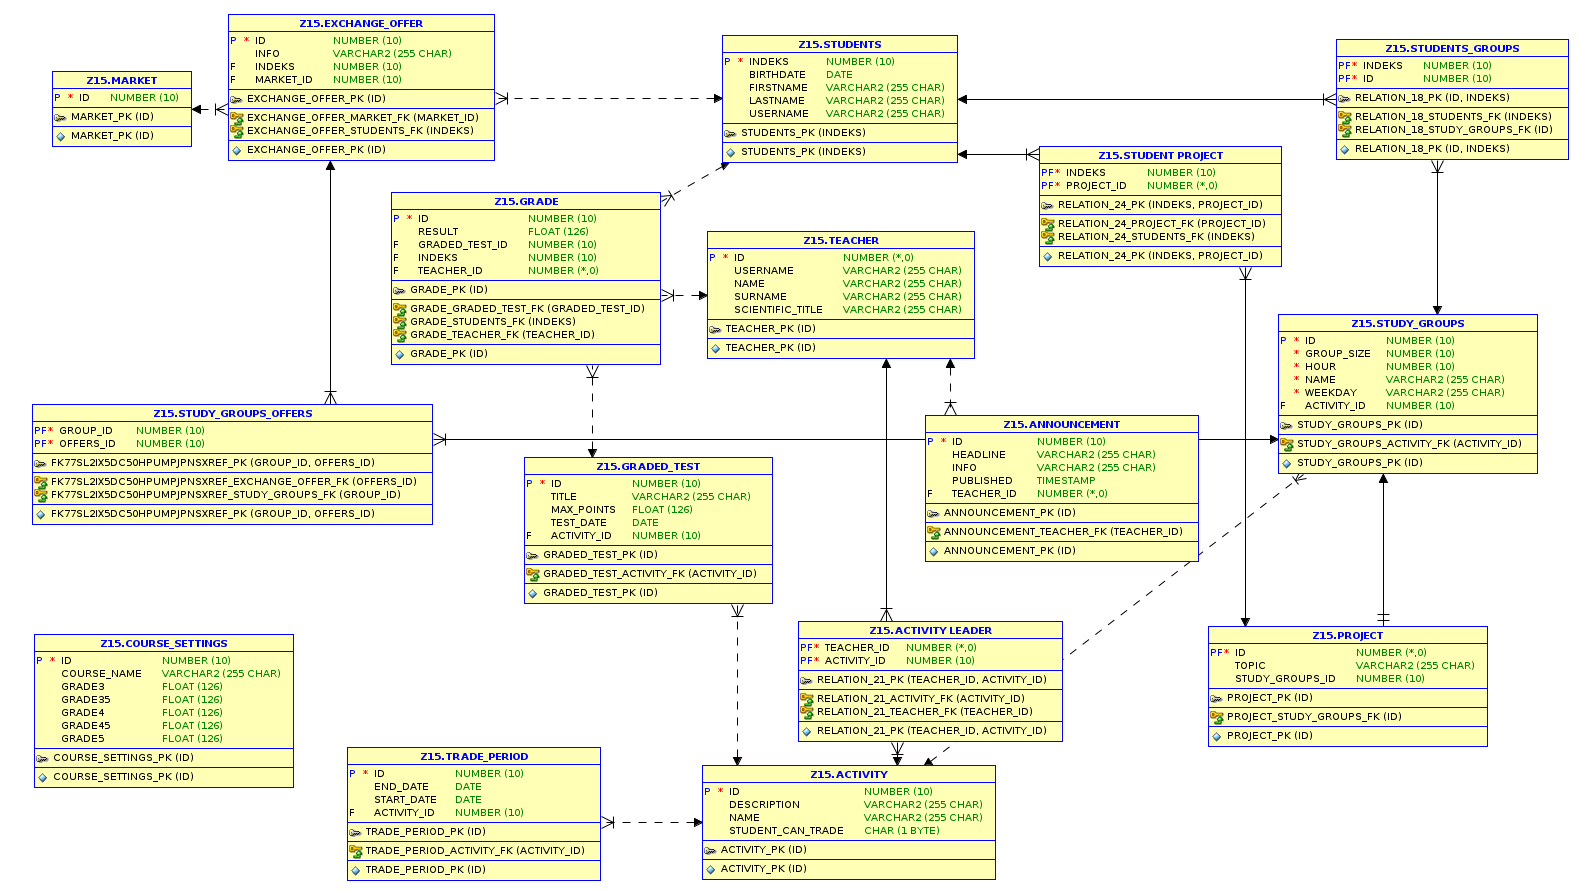 Z15.EXCHANGE_OFFER
P * ID NUMBER (10)
INFO VARCHAR2 (255 CHAR)
F INDEKS NUMBER (10)
F MARKET_ID NUMBER (10)
EXCHANGE_OFFER_PK (ID)
EXCHANGE_OFFER_MARKET_FK (MARKET_ID)
EXCHANGE_OFFER_STUDENTS_FK (INDEKS)
EXCHANGE_OFFER_PK (ID)
Z15.MARKET
P * ID NUMBER (10)
MARKET_PK (ID)
MARKET_PK (ID)
Z15.STUDENTS
P * INDEKS NUMBER (10)
BIRTHDATE DATE
FIRSTNAME VARCHAR2 (255 CHAR)
LASTNAME VARCHAR2 (255 CHAR)
USERNAME VARCHAR2 (255 CHAR)
STUDENTS_PK (INDEKS)
STUDENTS_PK (INDEKS)
Z15.STUDENTS_GROUPS
PF* INDEKS NUMBER (10)
PF* ID NUMBER (10)
RELATION_18_PK (ID, INDEKS)
RELATION_18_STUDENTS_FK (INDEKS)
RELATION_18_STUDY_GROUPS_FK (ID)
RELATION_18_PK (ID, INDEKS)
Z15.STUDENT PROJECT
PF* INDEKS NUMBER (10)
PF* PROJECT_ID NUMBER (*,0)
RELATION_24_PK (INDEKS, PROJECT_ID)
RELATION_24_PROJECT_FK (PROJECT_ID)
RELATION_24_STUDENTS_FK (INDEKS)
RELATION_24_PK (INDEKS, PROJECT_ID)
Z15.GRADE
P * ID NUMBER (10)
RESULT FLOAT (126)
F GRADED_TEST_ID NUMBER (10)
F INDEKS NUMBER (10)
F TEACHER_ID NUMBER (*,0)
GRADE_PK (ID)
GRADE_GRADED_TEST_FK (GRADED_TEST_ID)
GRADE_STUDENTS_FK (INDEKS)
GRADE_TEACHER_FK (TEACHER_ID)
GRADE_PK (ID)
Z15.TEACHER
P * ID NUMBER (*,0)
USERNAME VARCHAR2 (255 CHAR)
NAME VARCHAR2 (255 CHAR)
SURNAME VARCHAR2 (255 CHAR)
SCIENTIFIC_TITLE VARCHAR2 (255 CHAR)
TEACHER_PK (ID)
TEACHER_PK (ID)
Z15.STUDY_GROUPS
P * ID NUMBER (10)
* GROUP_SIZE NUMBER (10)
* HOUR NUMBER (10)
* NAME VARCHAR2 (255 CHAR)
* WEEKDAY VARCHAR2 (255 CHAR)
F ACTIVITY_ID NUMBER (10)
STUDY_GROUPS_PK (ID)
STUDY_GROUPS_ACTIVITY_FK (ACTIVITY_ID)
STUDY_GROUPS_PK (ID)
Z15.STUDY_GROUPS_OFFERS
PF* GROUP_ID NUMBER (10)
PF* OFFERS_ID NUMBER (10)
FK77SL2IX5DC50HPUMPJPNSXREF_PK (GROUP_ID, OFFERS_ID)
FK77SL2IX5DC50HPUMPJPNSXREF_EXCHANGE_OFFER_FK (OFFERS_ID)
FK77SL2IX5DC50HPUMPJPNSXREF_STUDY_GROUPS_FK (GROUP_ID)
FK77SL2IX5DC50HPUMPJPNSXREF_PK (GROUP_ID, OFFERS_ID)
Z15.ANNOUNCEMENT
P * ID NUMBER (10)
HEADLINE VARCHAR2 (255 CHAR)
INFO VARCHAR2 (255 CHAR)
PUBLISHED TIMESTAMP
F TEACHER_ID NUMBER (*,0)
ANNOUNCEMENT_PK (ID)
ANNOUNCEMENT_TEACHER_FK (TEACHER_ID)
ANNOUNCEMENT_PK (ID)
Z15.GRADED_TEST
P * ID NUMBER (10)
TITLE VARCHAR2 (255 CHAR)
MAX_POINTS FLOAT (126)
TEST_DATE DATE
F ACTIVITY_ID NUMBER (10)
GRADED_TEST_PK (ID)
GRADED_TEST_ACTIVITY_FK (ACTIVITY_ID)
GRADED_TEST_PK (ID)
Z15.COURSE_SETTINGS
P * ID NUMBER (10)
COURSE_NAME VARCHAR2 (255 CHAR)
GRADE3 FLOAT (126)
GRADE35 FLOAT (126)
GRADE4 FLOAT (126)
GRADE45 FLOAT (126)
GRADE5 FLOAT (126)
COURSE_SETTINGS_PK (ID)
COURSE_SETTINGS_PK (ID)
Z15.ACTIVITY LEADER
PF* TEACHER_ID NUMBER (*,0)
PF* ACTIVITY_ID NUMBER (10)
RELATION_21_PK (TEACHER_ID, ACTIVITY_ID)
RELATION_21_ACTIVITY_FK (ACTIVITY_ID)
RELATION_21_TEACHER_FK (TEACHER_ID)
RELATION_21_PK (TEACHER_ID, ACTIVITY_ID)
Z15.PROJECT
PF* ID NUMBER (*,0)
TOPIC VARCHAR2 (255 CHAR)
STUDY_GROUPS_ID NUMBER (10)
PROJECT_PK (ID)
PROJECT_STUDY_GROUPS_FK (ID)
PROJECT_PK (ID)
Z15.TRADE_PERIOD
P * ID NUMBER (10)
END_DATE DATE
START_DATE DATE
F ACTIVITY_ID NUMBER (10)
TRADE_PERIOD_PK (ID)
TRADE_PERIOD_ACTIVITY_FK (ACTIVITY_ID)
TRADE_PERIOD_PK (ID)
Z15.ACTIVITY
P * ID NUMBER (10)
DESCRIPTION VARCHAR2 (255 CHAR)
NAME VARCHAR2 (255 CHAR)
STUDENT_CAN_TRADE CHAR (1 BYTE)
ACTIVITY_PK (ID)
ACTIVITY_PK (ID)